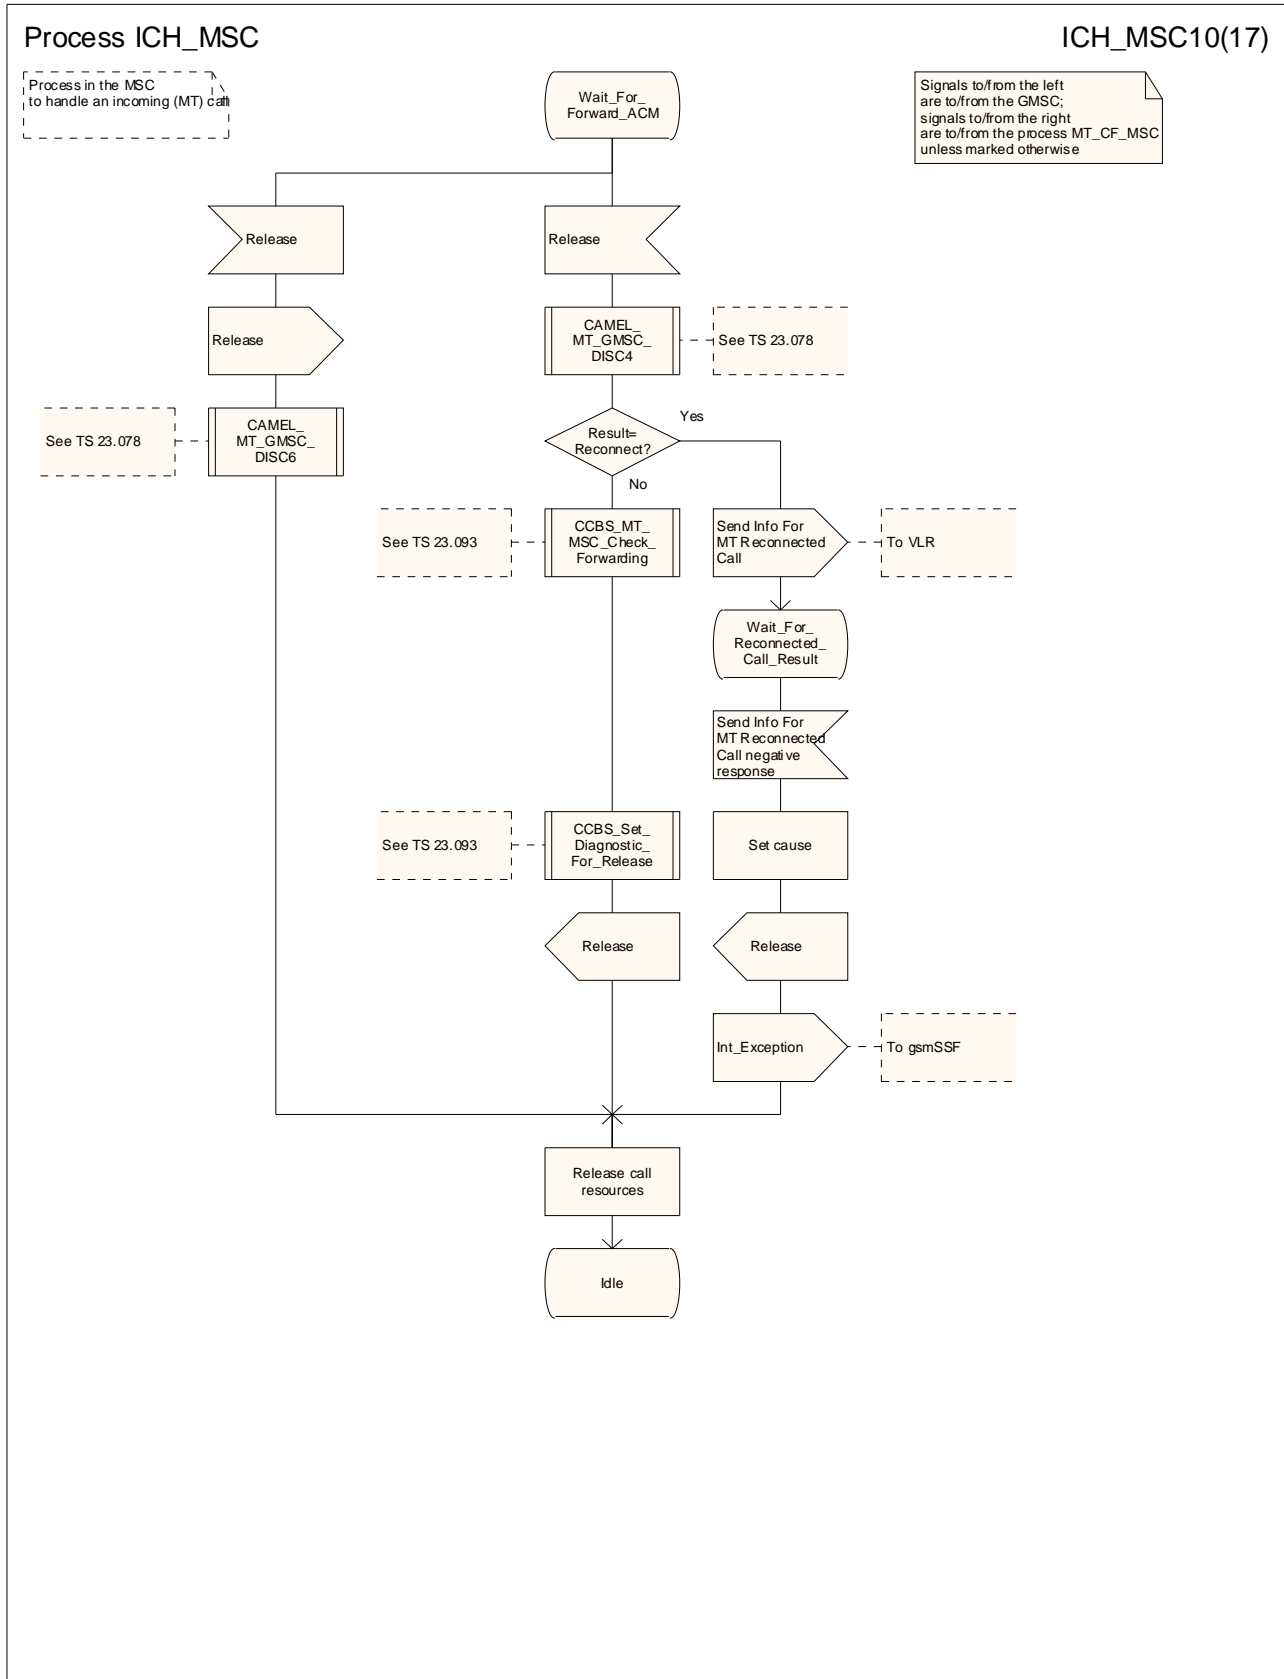 Process ICH_MSC
ICH_MSC10(17)
Process in the MSC
to handle an incoming (MT) call
Wait_For_
Forward_ACM
Signals to/from the left
are to/from the GMSC;
signals to/from the right
are to/from the process MT_CF_MSC
unless marked otherwise
Release
Release
Release
CAMEL_
MT_GMSC_
DISC4
See TS 23.078
See TS 23.078
CAMEL_
MT_GMSC_
DISC6
Result=
Reconnect?
Yes
No
See TS 23.093
CCBS_MT_
MSC_Check_
Forwarding
Send Info For
MT Reconnected
Call
To VLR
Wait_For_
Reconnected_
Call_Result
Send Info For
MT Reconnected
Call negative
response
See TS 23.093
CCBS_Set_
Diagnostic_
For_Release
Set cause
Release
Release
Int_Exception
To gsmSSF
Release call
resources
Idle